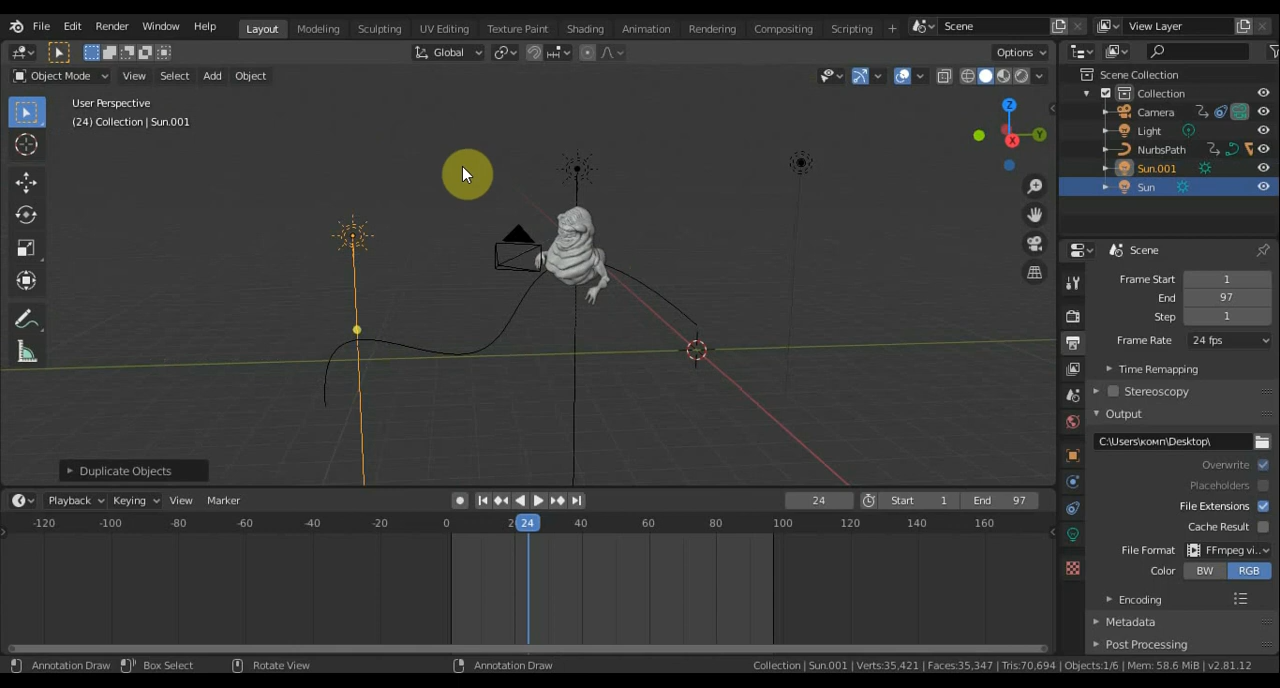 File Edit Render Window Help Layout Modeling Sculpting UV Editing Texture Paint Shading Animation Rendering Compositing Scripting + Scene View Layer
Global Options
Object Mode View Select Add Object
User Perspective
(24) Collection | Sun.001
Z
Y
X
Duplicate Objects
Scene Collection
Collection
Camera
Light
NurbsPath
Sun.001
Sun
Scene
Frame Start 1
End 97
Step 1
Frame Rate 24 fps
Time Remapping
Stereoscopy
Output
C:\Users\комп\Desktop\
Overwrite
Placeholders
File Extensions
Cache Result
File Format FFmpeg vi..
Color BW RGB
Encoding
Metadata
Post Processing
Playback Keying View Marker 24 Start 1 End 97
-120 -100 -80 -60 -40 -20 0 24 40 60 80 100 120 140 160
Annotation Draw Box Select Rotate View Annotation Draw Collection | Sun.001 | Verts:35,421 | Faces:35,347 | Tris:70,694 | Objects:1/6 | Mem: 58.6 MiB | v2.81.12